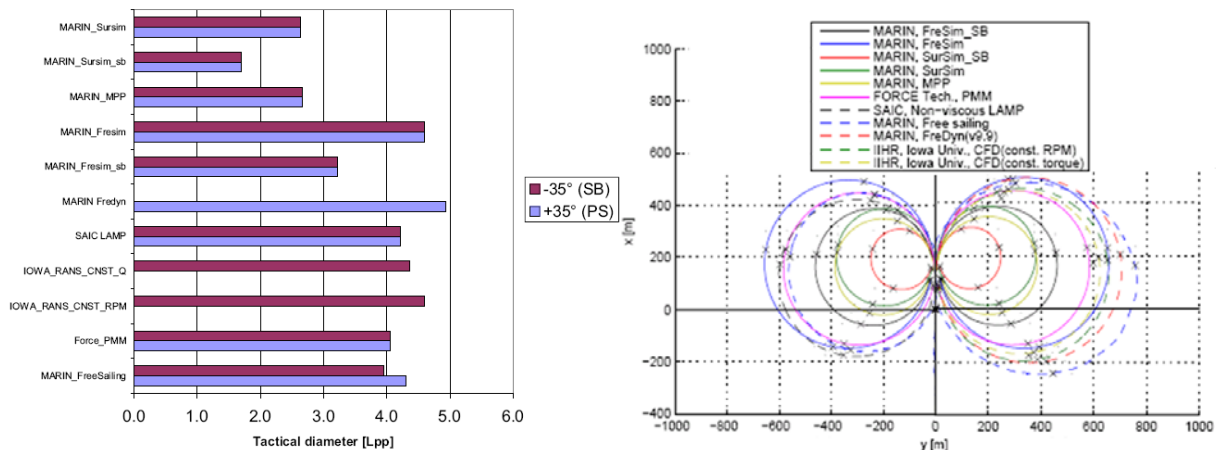 MARIN_Sursim
MARIN_Sursim_sb
MARIN_MPP
MARIN_Fresim
MARIN_Fresim_sb
MARIN Fredyn
SAIC LAMP
IOWA_RANS_CNST_Q
IOWA_RANS_CNST_RPM
Force_PMM
MARIN_FreeSailing
0.0 1.0 2.0 3.0 4.0 5.0 6.0
Tactical diameter [Lpp]
-35° (SB)
+35° (PS)
MARIN, FreSim_SB
MARIN, FreSim
MARIN, SurSim_SB
MARIN, SurSim
MARIN, MPP
FORCE Tech., PMM
SAIC, Non-viscous LAMP
MARIN, Free sailing
MARIN, FreDyn(v9.9)
IIHR, Iowa Univ., CFD(const. RPM)
IIHR, Iowa Univ., CFD(const. torque)
1000
800
600
400
200
0
-200
-400
x [m]
-1000 -800 -600 -400 -200 0 200 400 600 800 1000
y [m]